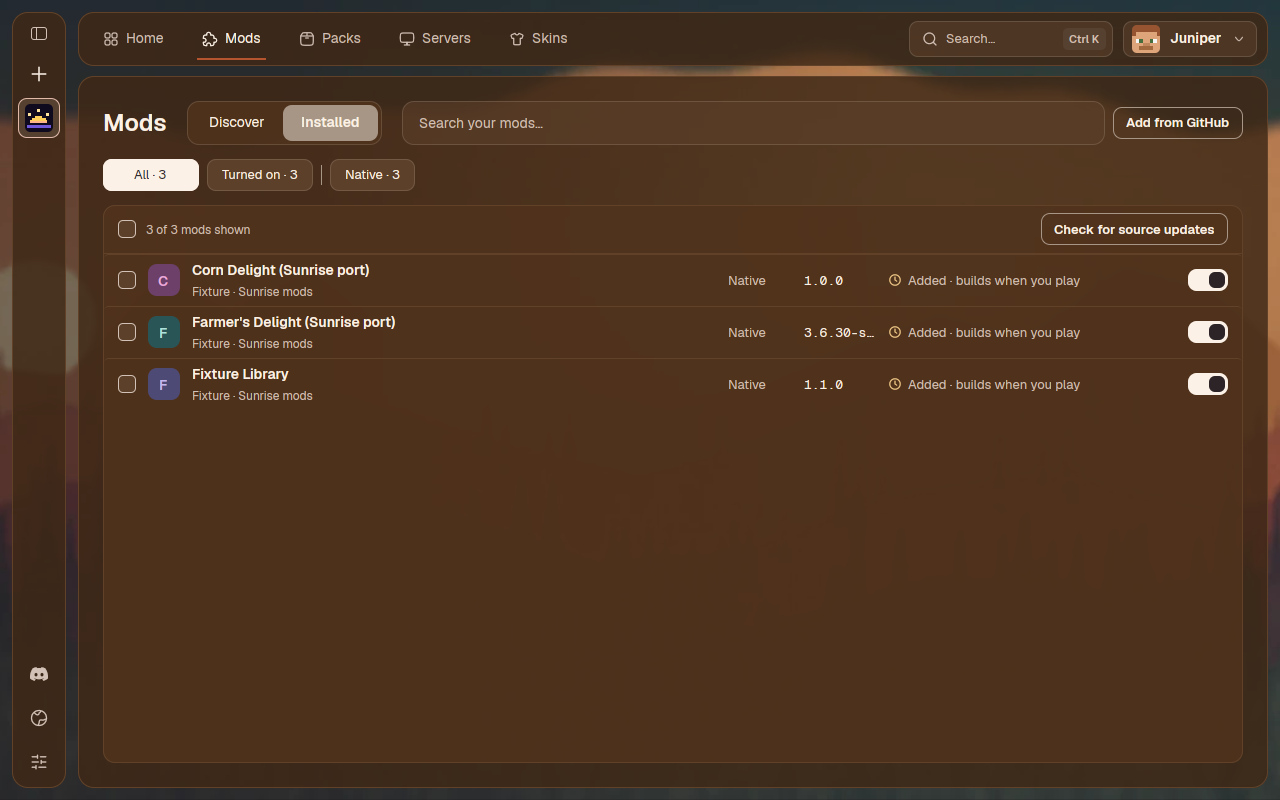 Home
Mods
Packs
Servers
Skins
Search...
Ctrl K
Juniper
Mods
Discover
Installed
Search your mods...
Add from GitHub
All · 3
Turned on · 3
Native · 3
3 of 3 mods shown
Check for source updates
C
Corn Delight (Sunrise port)
Fixture · Sunrise mods
Native
1.0.0
Added · builds when you play
F
Farmer's Delight (Sunrise port)
Fixture · Sunrise mods
Native
3.6.30-s…
Added · builds when you play
F
Fixture Library
Fixture · Sunrise mods
Native
1.1.0
Added · builds when you play